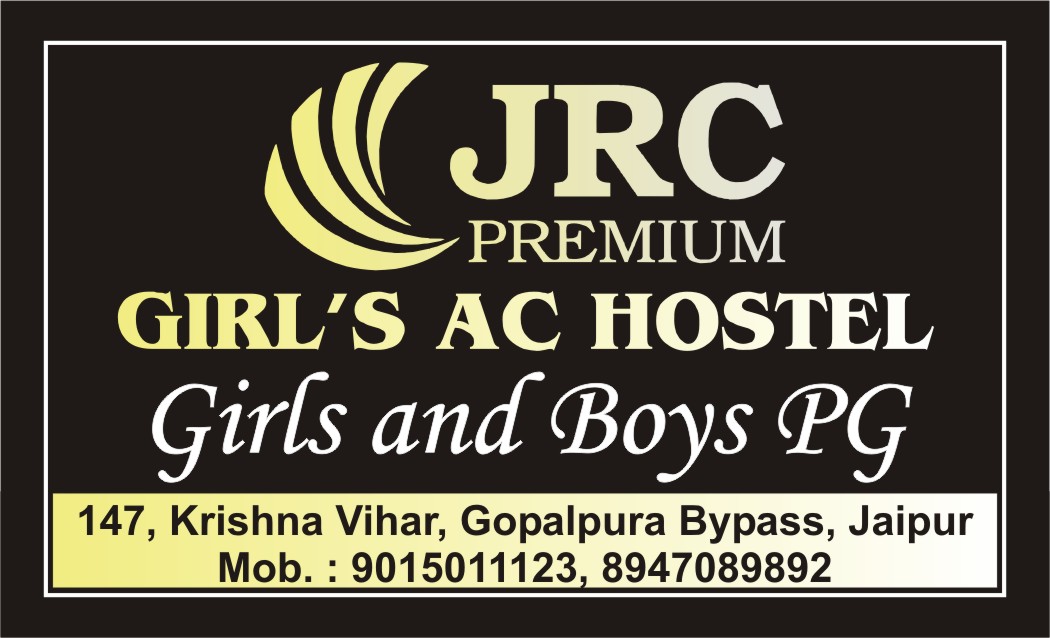 JRC
PREMIUM
GIRL'S AC HOSTEL
Girls and Boys PG
147, Krishna Vihar, Gopalpura Bypass, Jaipur
Mob. : 9015011123, 8947089892